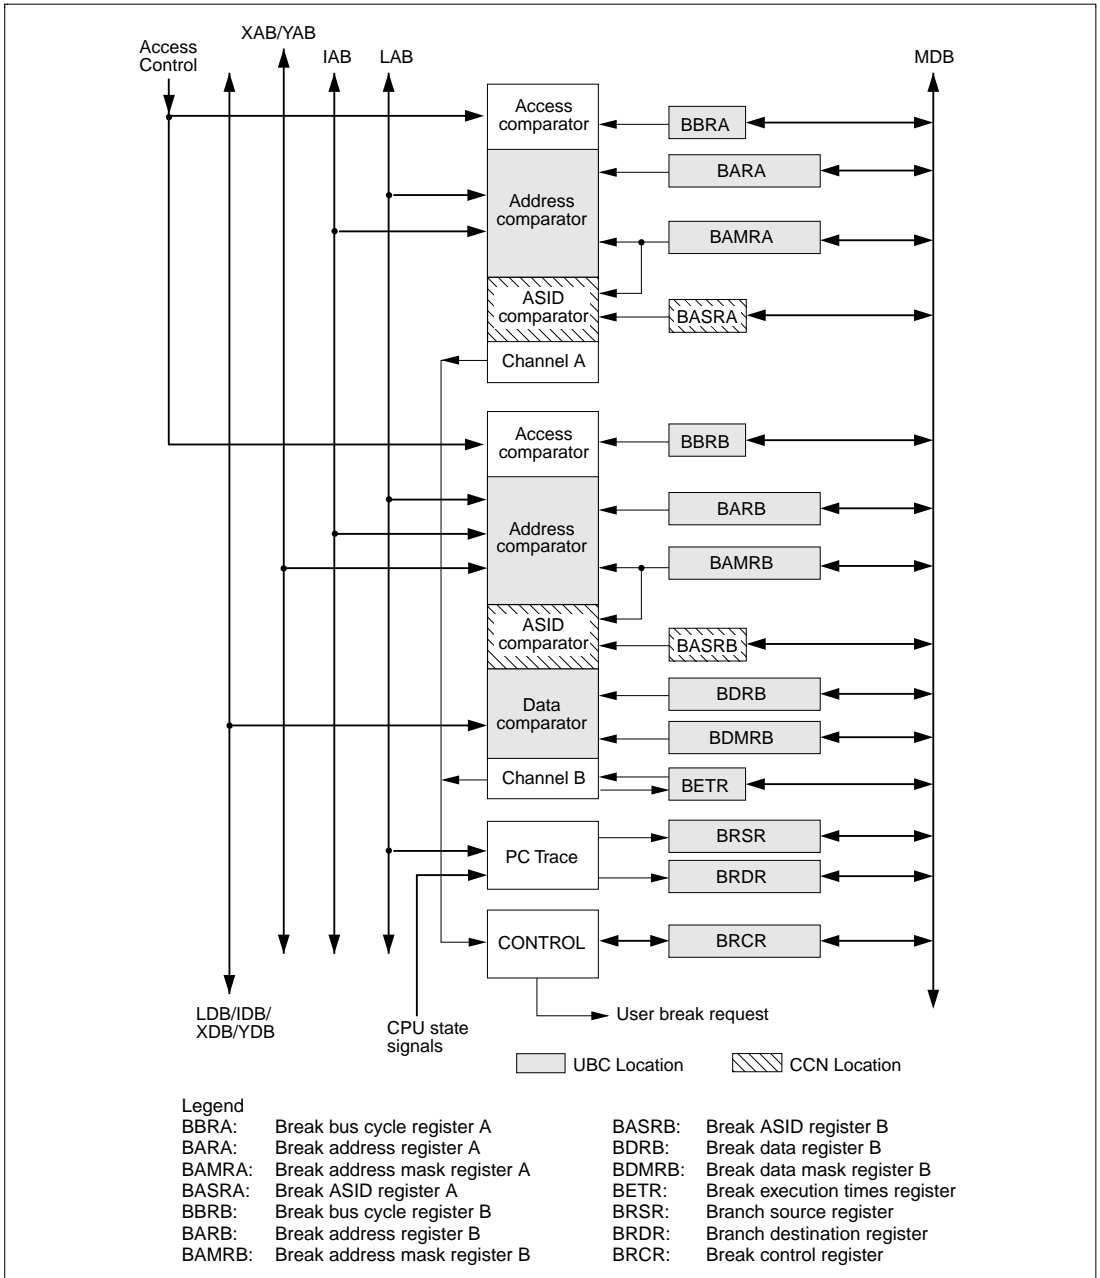 Access
Control
XAB/YAB
IAB
LAB
MDB
Access
comparator
BBRA
Address
comparator
BARA
BAMRA
ASID
comparator
BASRA
Channel A
Access
comparator
BBRB
Address
comparator
BARB
BAMRB
ASID
comparator
BASRB
Data
comparator
BDRB
BDMRB
Channel B
BETR
PC Trace
BRSR
BRDR
CONTROL
BRCR
LDB/IDB/
XDB/YDB
CPU state
signals
User break request
UBC Location
CCN Location
Legend
BBRA: Break bus cycle register A
BARA: Break address register A
BAMRA: Break address mask register A
BASRA: Break ASID register A
BBRB: Break bus cycle register B
BARB: Break address register B
BAMRB: Break address mask register B
BASRB: Break ASID register B
BDRB: Break data register B
BDMRB: Break data mask register B
BETR: Break execution times register
BRSR: Branch source register
BRDR: Branch destination register
BRCR: Break control register